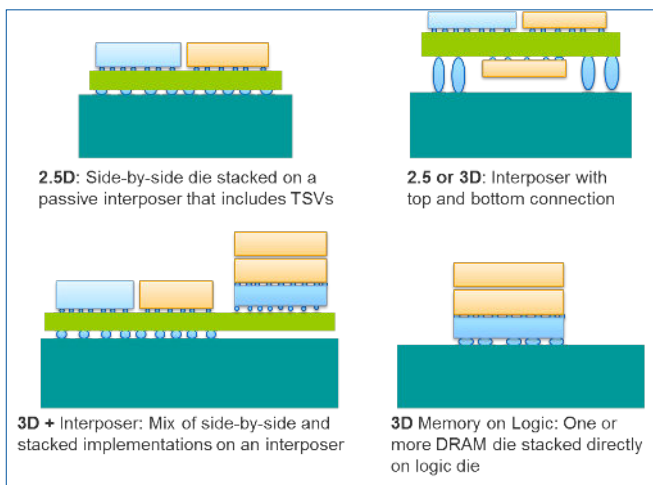 2.5D: Side-by-side die stacked on a
passive interposer that includes TSVs
2.5 or 3D: Interposer with
top and bottom connection
3D + Interposer: Mix of side-by-side and
stacked implementations on an interposer
3D Memory on Logic: One or
more DRAM die stacked directly
on logic die